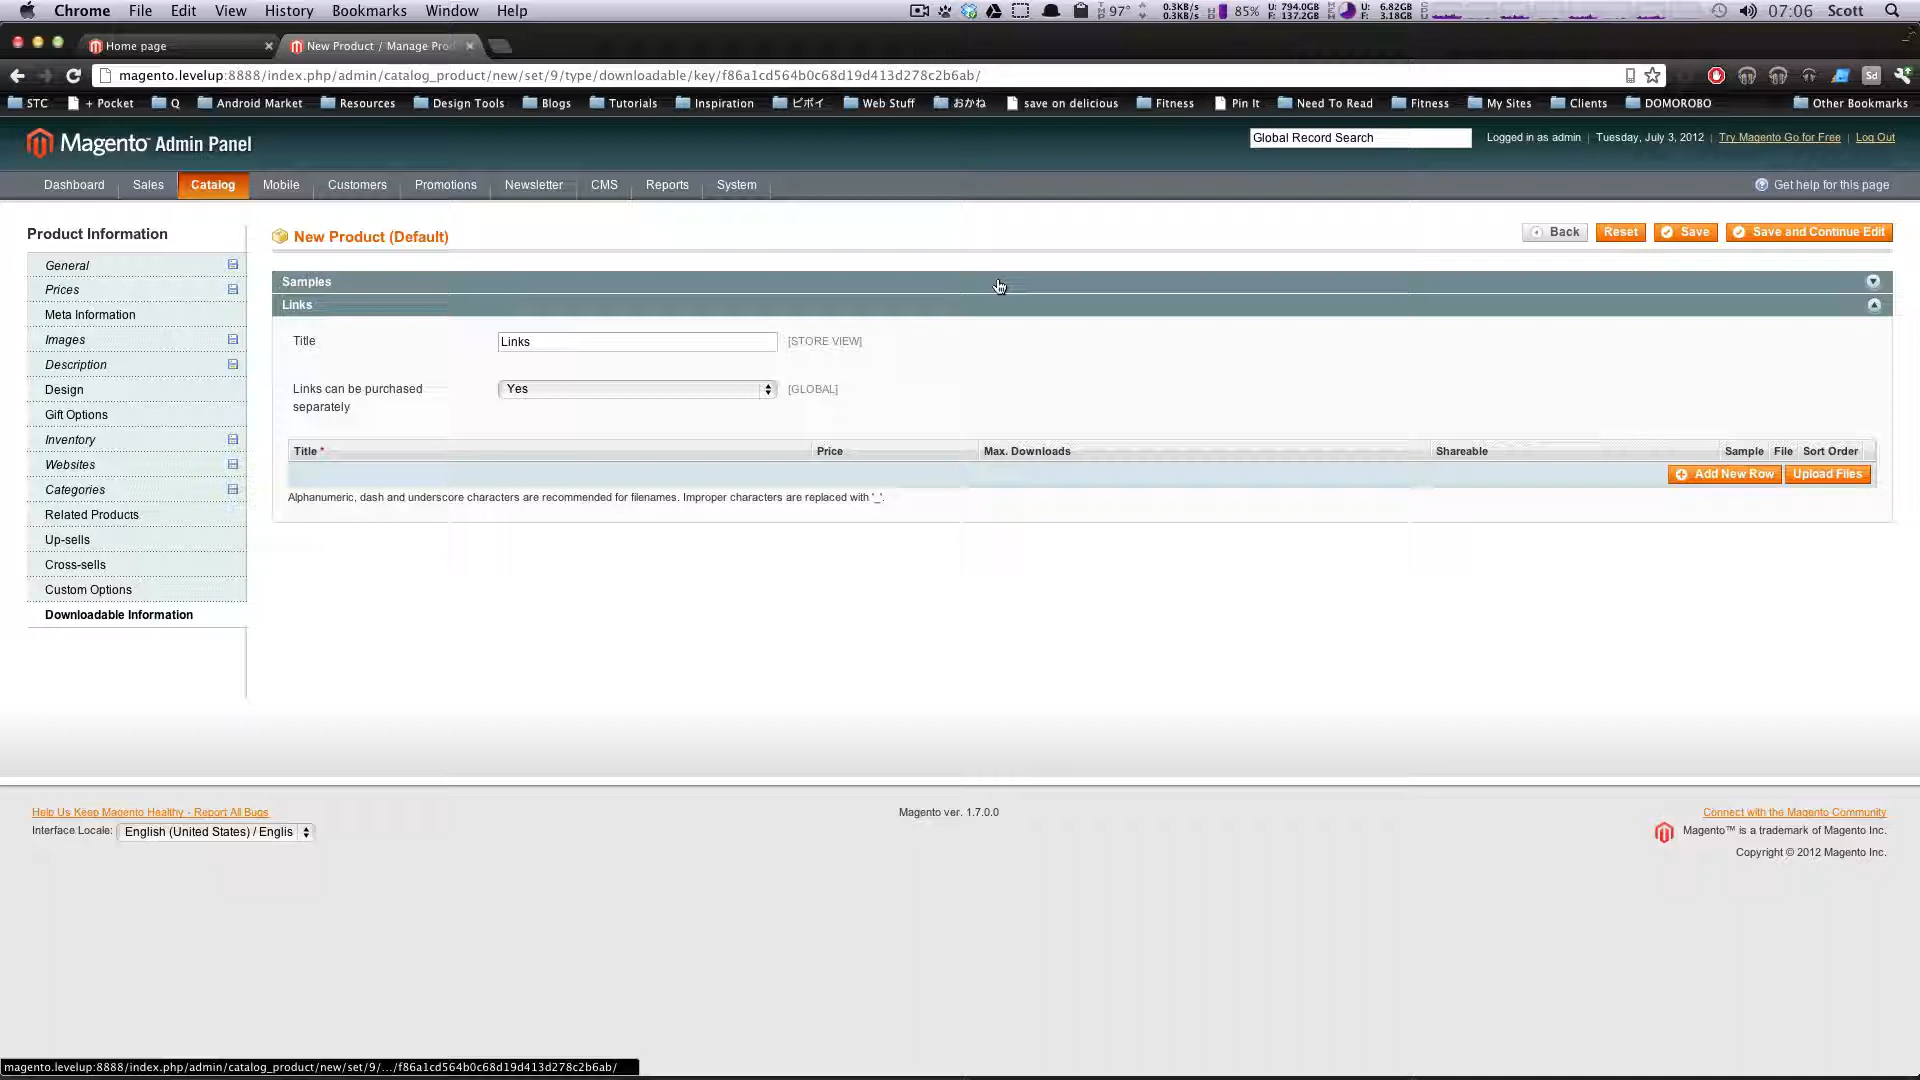 Chrome File Edit View History Bookmarks Window Help 97° 0.3KB/s 0.3KB/s 85% U: 794.0GB F: 137.2GB U: 6.82GB F: 3.18GB 07:06 Scott
Home page New Product / Manage Pro
magento.levelup:8888/index.php/admin/catalog_product/new/set/9/type/downloadable/key/f86a1cd564b0c68d19d413d278c2b6ab/ Sd
STC + Pocket Q Android Market Resources Design Tools Blogs Tutorials Inspiration ビボイ Web Stuff おかね save on delicious Fitness Pin It Need To Read Fitness My Sites Clients DOMOROBO Other Bookmarks
Magento™ Admin Panel Global Record Search Logged in as admin | Tuesday, July 3, 2012 | Try Magento Go for Free | Log Out
Dashboard Sales Catalog Mobile Customers Promotions Newsletter CMS Reports System Get help for this page
Product Information
General
Prices
Meta Information
Images
Description
Design
Gift Options
Inventory
Websites
Categories
Related Products
Up-sells
Cross-sells
Custom Options
Downloadable Information
New Product (Default) Back Reset Save Save and Continue Edit
Samples
Links
Title Links [STORE VIEW]
Links can be purchased Yes [GLOBAL]
separately
Title * Price Max. Downloads Shareable Sample File Sort Order
Add New Row Upload Files
Alphanumeric, dash and underscore characters are recommended for filenames. Improper characters are replaced with '_'.
Help Us Keep Magento Healthy - Report All Bugs Magento ver. 1.7.0.0 Connect with the Magento Community
Interface Locale: English (United States) / Englis Magento™ is a trademark of Magento Inc.
Copyright © 2012 Magento Inc.
magento.levelup:8888/index.php/admin/catalog_product/new/set/9/.../f86a1cd564b0c68d19d413d278c2b6ab/